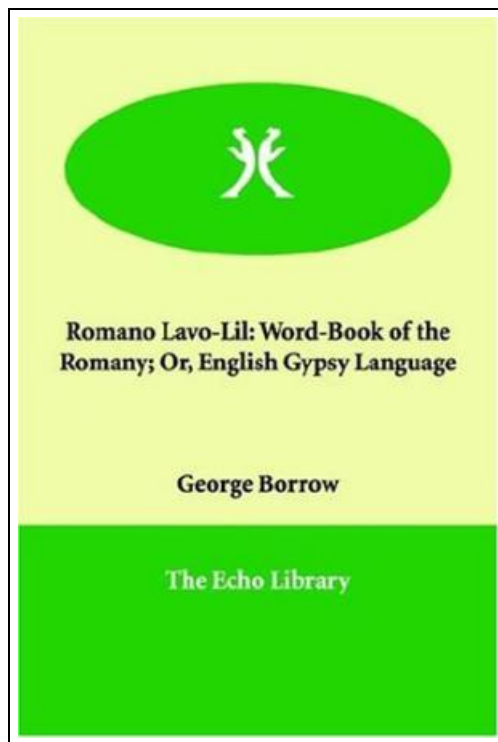 Romano Lavo-Lil: Word-Book of the
Romany; Or, English Gypsy Language
George Borrow
The Echo Library